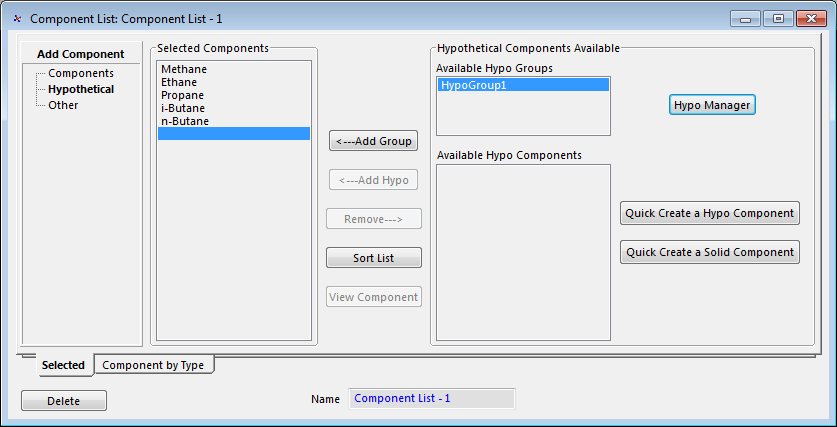 Component List: Component List - 1
Add Component
Components
Hypothetical
Other
Selected Components
Methane
Ethane
Propane
i-Butane
n-Butane
<---Add Group
<---Add Hypo
Remove--->
Sort List
View Component
Hypothetical Components Available
Available Hypo Groups
HypoGroup1
Hypo Manager
Available Hypo Components
Quick Create a Hypo Component
Quick Create a Solid Component
Selected
Component by Type
Delete
Name
Component List - 1